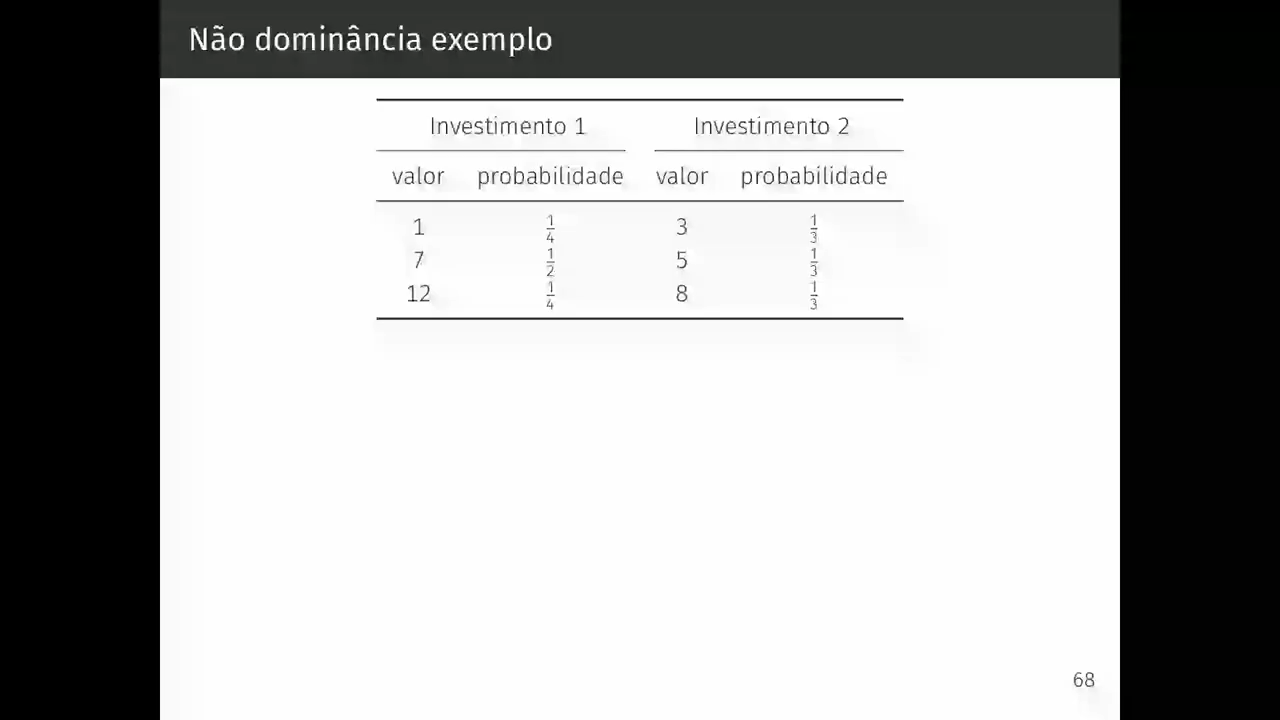 Não dominância exemplo
Investimento 1 Investimento 2
valor probabilidade valor probabilidade
1 1/4 3 1/3
7 1/2 5 1/3
12 1/4 8 1/3
68